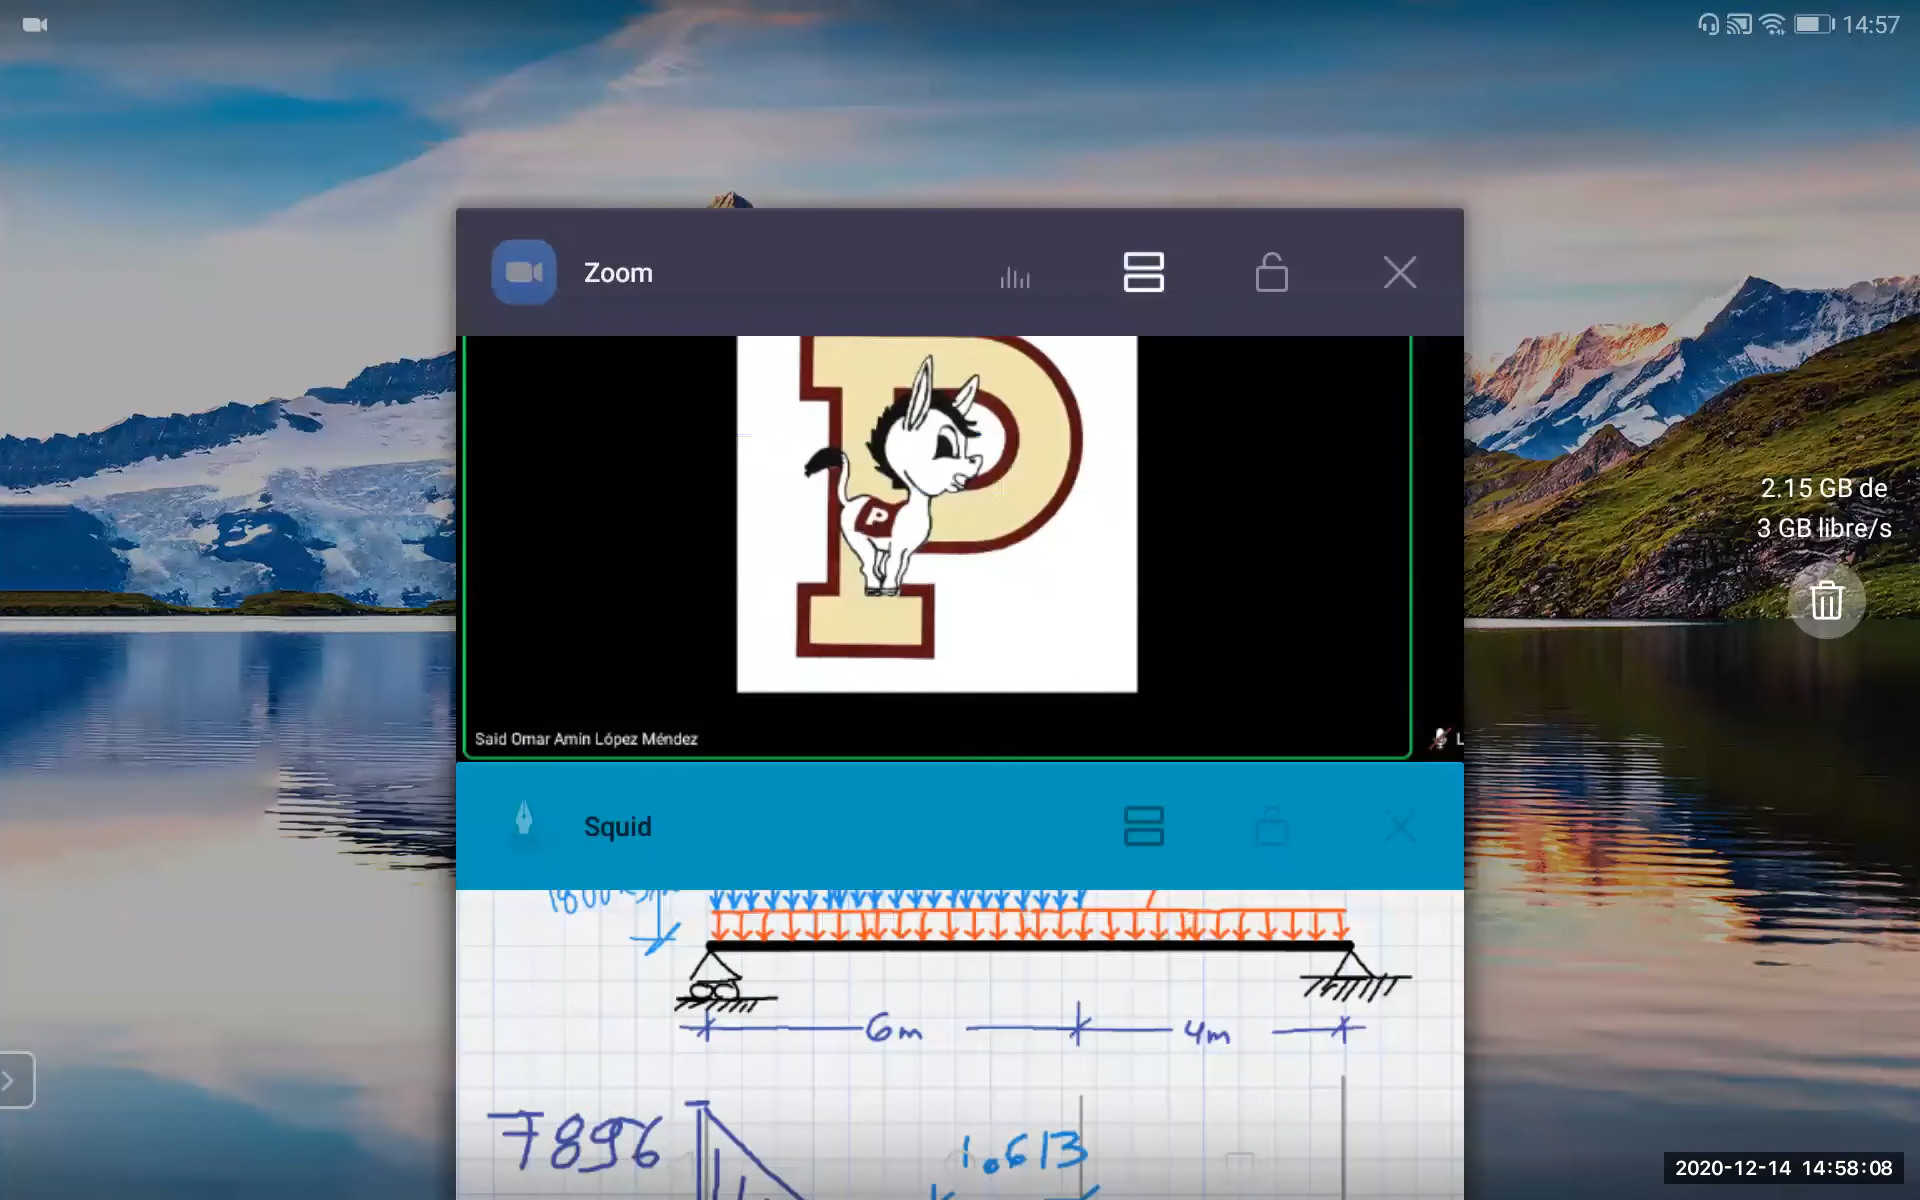 14:57
Zoom
P
Said Omar Amin López Méndez
L
2.15 GB de
3 GB libre/s
Squid
6m
4m
7896
1.613
2020-12-14 14:58:08